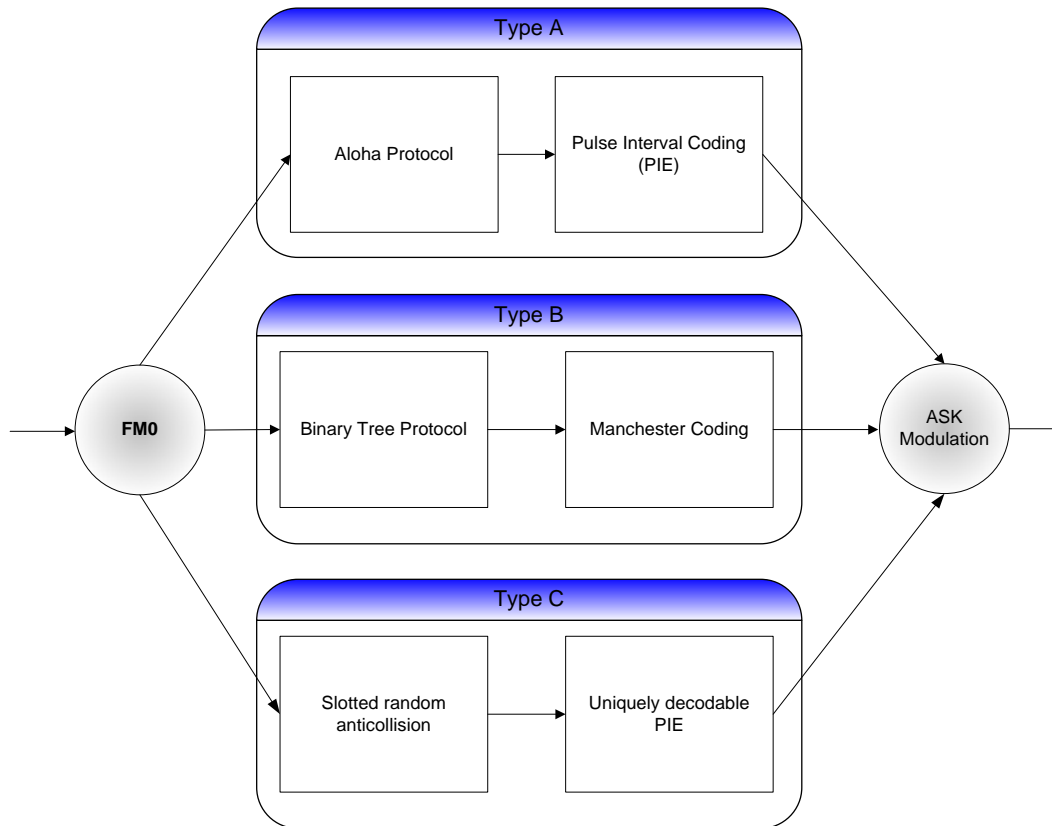 Type A
Aloha Protocol
Pulse Interval Coding
(PIE)
Type B
FM0
Binary Tree Protocol
Manchester Coding
ASK
Modulation
Type C
Slotted random
anticollision
Uniquely decodable
PIE